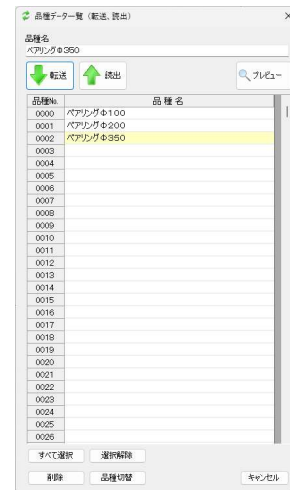 品種データ一覧（転送、読出）
品種名
ベアリングΦ350
転送 読出 プレビュー
品種No. 品種名
0000 ベアリングΦ100
0001 ベアリングΦ200
0002 ベアリングΦ350
0003
0004
0005
0006
0007
0008
0009
0010
0011
0012
0013
0014
0015
0016
0017
0018
0019
0020
0021
0022
0023
0024
0025
0026
すべて選択 選択解除
削除 品種切替 キャンセル